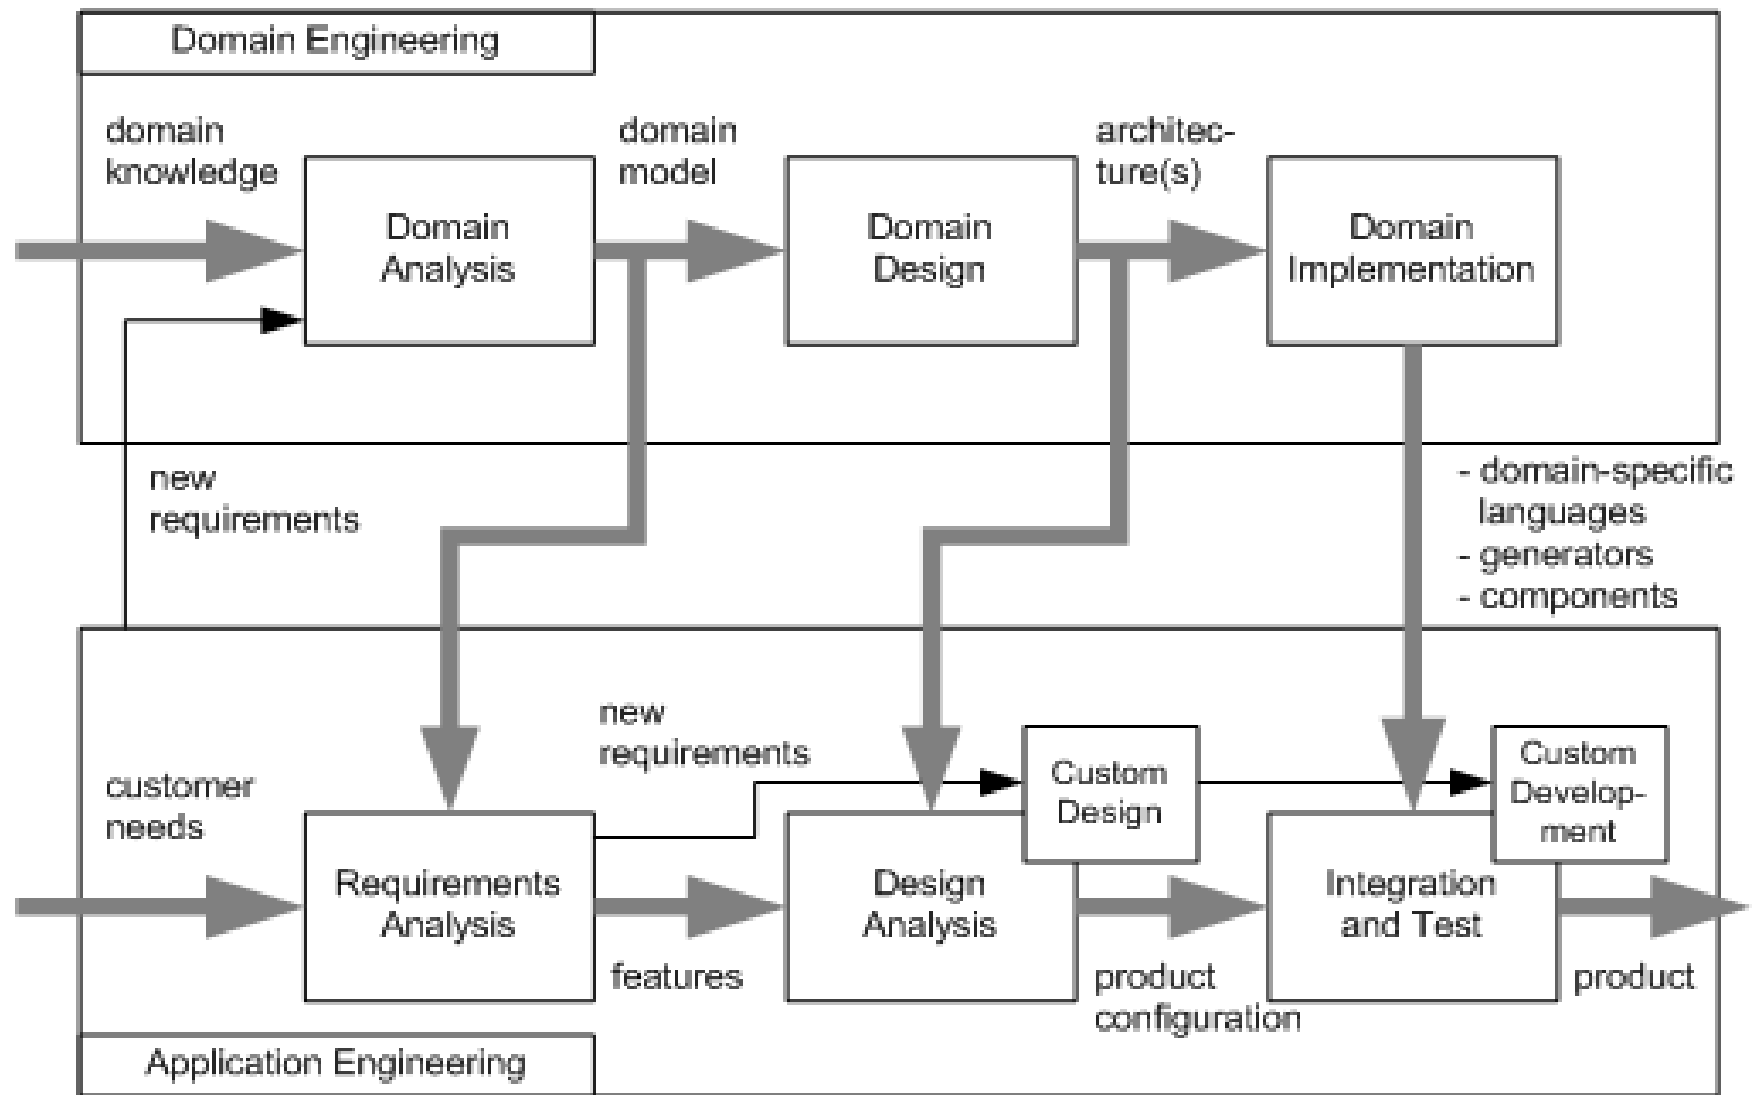 Domain Engineering
domain
knowledge
domain
model
architec-
ture(s)
Domain
Analysis
Domain
Design
Domain
Implementation
new
requirements
- domain-specific
languages
- generators
- components
new
requirements
customer
needs
Custom
Design
Custom
Develop-
ment
Requirements
Analysis
Design
Analysis
Integration
and Test
features
product
configuration
product
Application Engineering